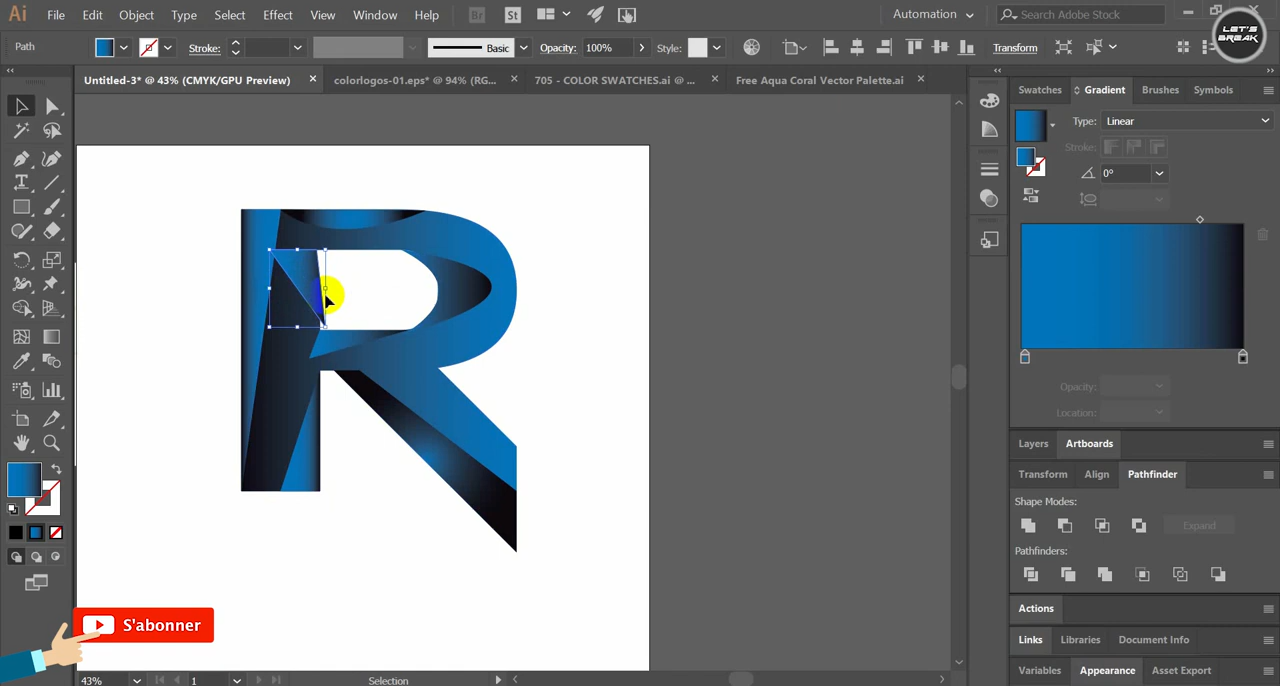 Ai File Edit Object Type Select Effect View Window Help Br St Automation Search Adobe Stock
LET'S BREAK
Path Stroke: Basic Opacity: 100% Style: Transform
Untitled-3* @ 43% (CMYK/GPU Preview) × colorlogos-01.eps* @ 94% (RG... × 705 - COLOR SWATCHES.ai @ ... × Free Aqua Coral Vector Palette.ai ×
Swatches Gradient Brushes Symbols
Type: Linear
Stroke:
0°
R
Opacity:
Location:
Layers Artboards
Transform Align Pathfinder
Shape Modes:
Expand
Pathfinders:
Actions
S'abonner
Links Libraries Document Info
Variables Appearance Asset Export
43% 1 Selection